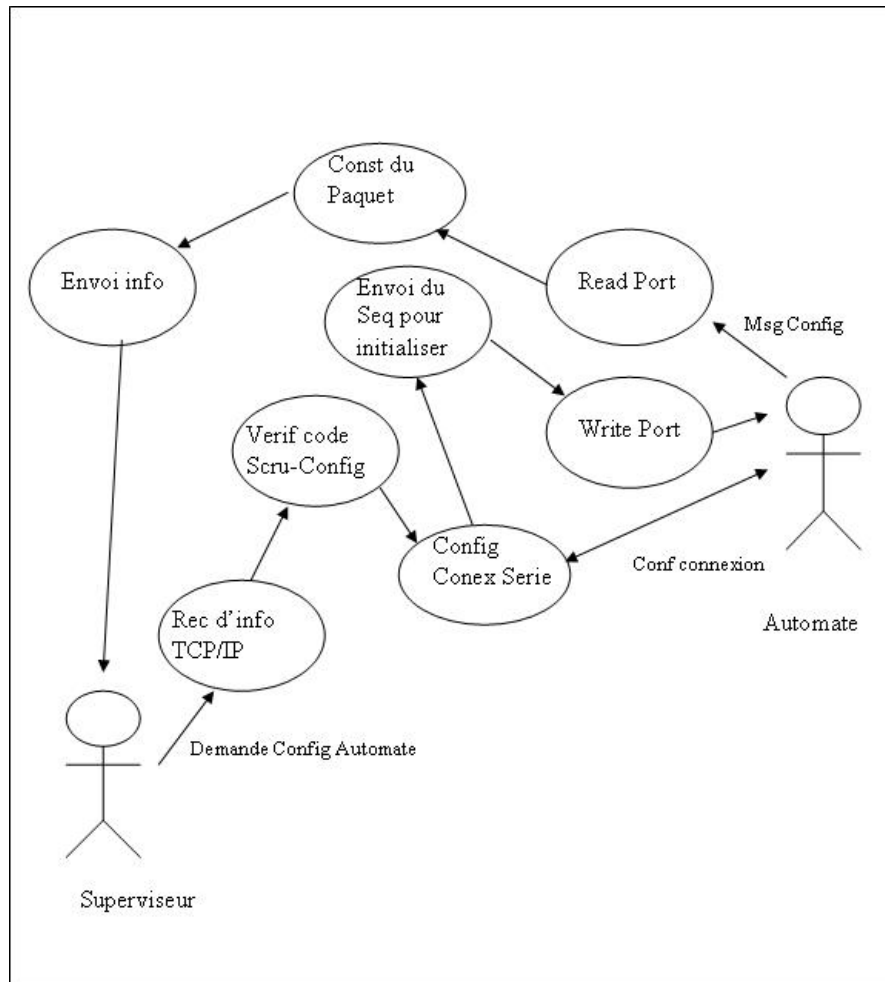 Const du
Paquet
Envoi info
Envoi du
Seq pour
initialiser
Read Port
Msg Config
Verif code
Scru-Config
Write Port
Config
Conex Serie
Conf connexion
Rec d'info
TCP/IP
Automate
Demande Config Automate
Superviseur